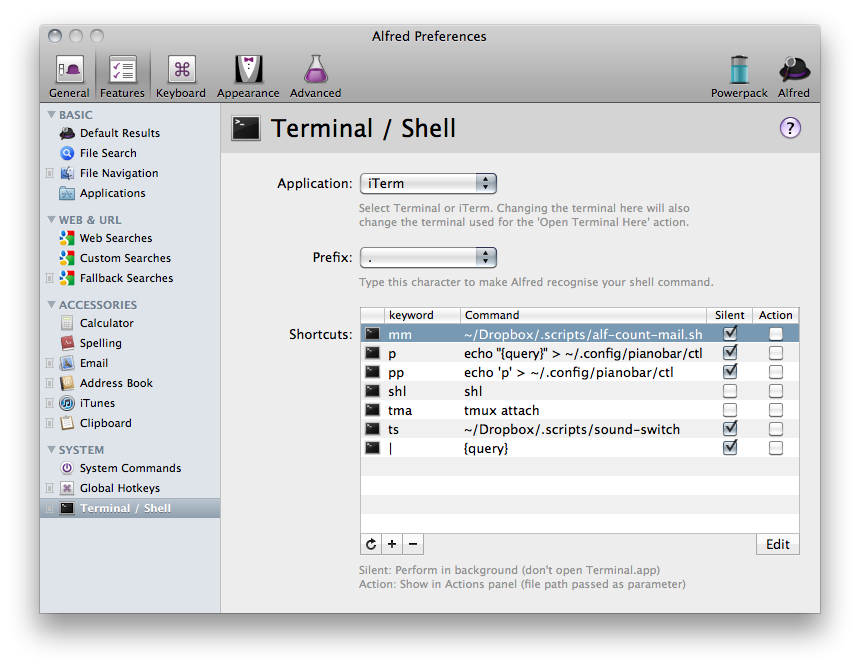 Alfred Preferences
General Features Keyboard Appearance Advanced Powerpack Alfred
BASIC
Default Results
File Search
File Navigation
Applications
WEB & URL
Web Searches
Custom Searches
Fallback Searches
ACCESSORIES
Calculator
Spelling
Email
Address Book
iTunes
Clipboard
SYSTEM
System Commands
Global Hotkeys
Terminal / Shell
Terminal / Shell ?
Application: iTerm
Select Terminal or iTerm. Changing the terminal here will also
change the terminal used for the 'Open Terminal Here' action.
Prefix: .
Type this character to make Alfred recognise your shell command.
Shortcuts:
keyword Command Silent Action
mm ~/Dropbox/.scripts/alf-count-mail.sh
p echo "{query}" > ~/.config/pianobar/ctl
pp echo 'p' > ~/.config/pianobar/ctl
shl shl
tma tmux attach
ts ~/Dropbox/.scripts/sound-switch
| {query}
+ − Edit
Silent: Perform in background (don't open Terminal.app)
Action: Show in Actions panel (file path passed as parameter)